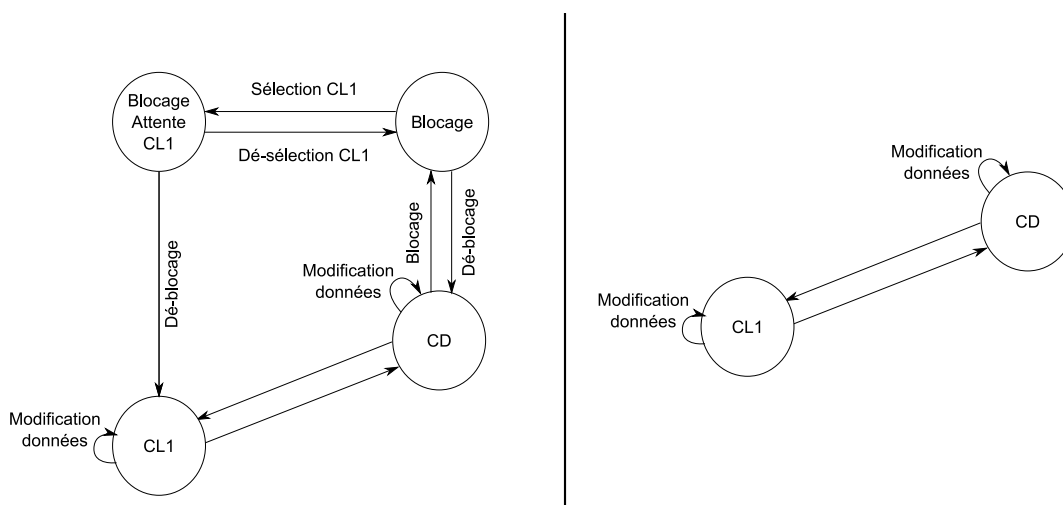 Sélection CL1
Blocage
Attente
CL1
Blocage
Dé-sélection CL1
Dé-blocage
Blocage
Dé-blocage
Modification
données
CD
Modification
données
CL1
Modification
données
CD
Modification
données
CL1